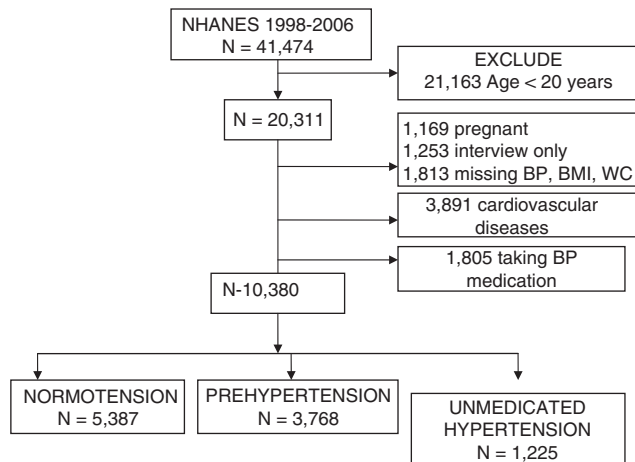 NHANES 1998-2006
N = 41,474
EXCLUDE
21,163 Age < 20 years
N = 20,311
1,169 pregnant
1,253 interview only
1,813 missing BP, BMI, WC
3,891 cardiovascular
diseases
1,805 taking BP
medication
N-10,380
NORMOTENSION
N = 5,387
PREHYPERTENSION
N = 3,768
UNMEDICATED
HYPERTENSION
N = 1,225